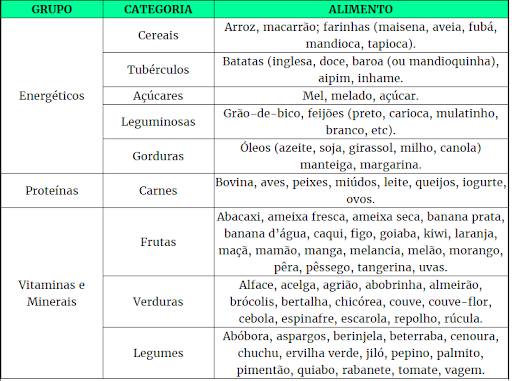 GRUPO CATEGORIA ALIMENTO
Energéticos
Cereais
Arroz, macarrão; farinhas (maisena, aveia, fubá,
mandioca, tapioca).
Tubérculos
Batatas (inglesa, doce, baroa (ou mandioquinha),
aipim, inhame.
Açúcares
Mel, melado, açúcar.
Leguminosas
Grão-de-bico, feijões (preto, carioca, mulatinho,
branco, etc).
Gorduras
Óleos (azeite, soja, girassol, milho, canola)
manteiga, margarina.
Proteínas
Carnes
Bovina, aves, peixes, miúdos, leite, queijos, iogurte,
ovos.
Vitaminas e
Minerais
Frutas
Abacaxi, ameixa fresca, ameixa seca, banana prata,
banana d’água, caqui, figo, goiaba, kiwi, laranja,
maçã, mamão, manga, melancia, melão, morango,
pêra, pêssego, tangerina, uvas.
Verduras
Alface, acelga, agrião, abobrinha, almeirão,
brócolis, bertalha, chicórea, couve, couve-flor,
cebola, espinafre, escarola, repolho, rúcula.
Legumes
Abóbora, aspargos, berinjela, beterraba, cenoura,
chuchu, ervilha verde, jiló, pepino, palmito,
pimentão, quiabo, rabanete, tomate, vagem.